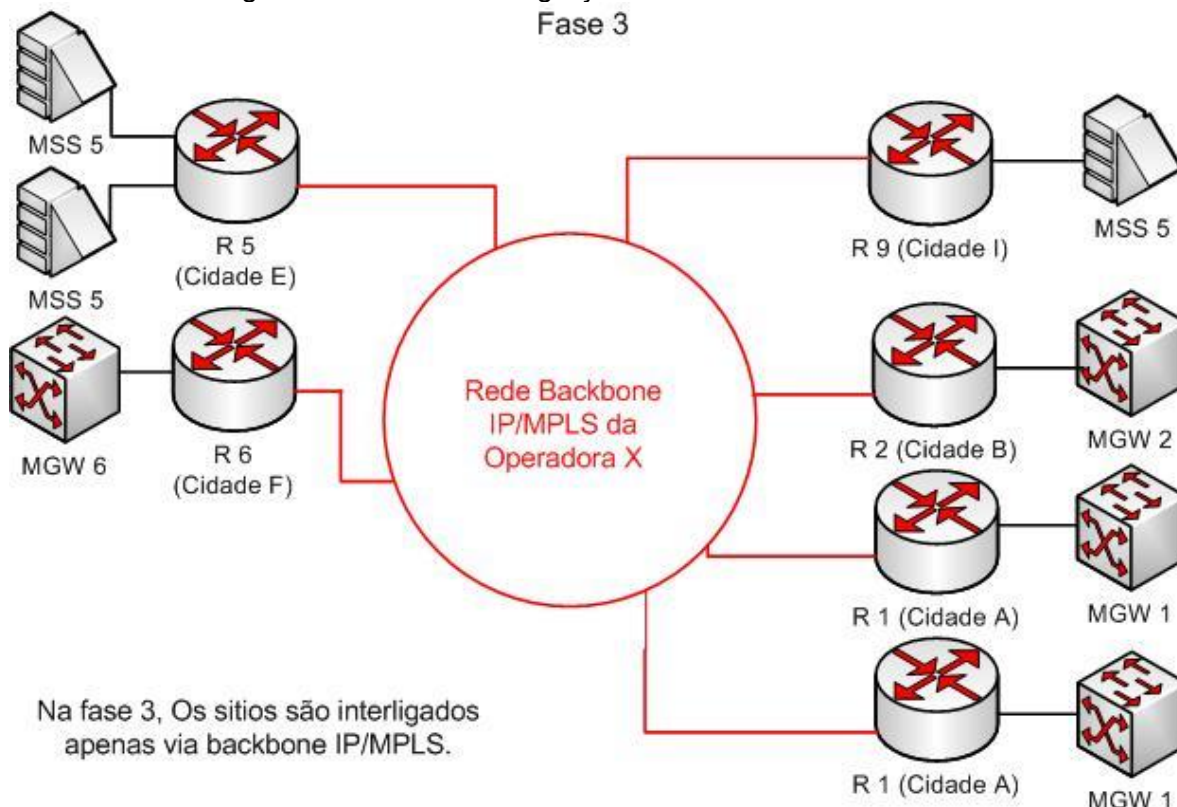 Fase 3
MSS 5
MSS 5
MGW 6
R 5
(Cidade E)
R 6
(Cidade F)
Rede Backbone
IP/MPLS da
Operadora X
R 9 (Cidade I)
MSS 5
R 2 (Cidade B)
MGW 2
R 1 (Cidade A)
MGW 1
R 1 (Cidade A)
MGW 1
Na fase 3, Os sitios são interligados
apenas via backbone IP/MPLS.